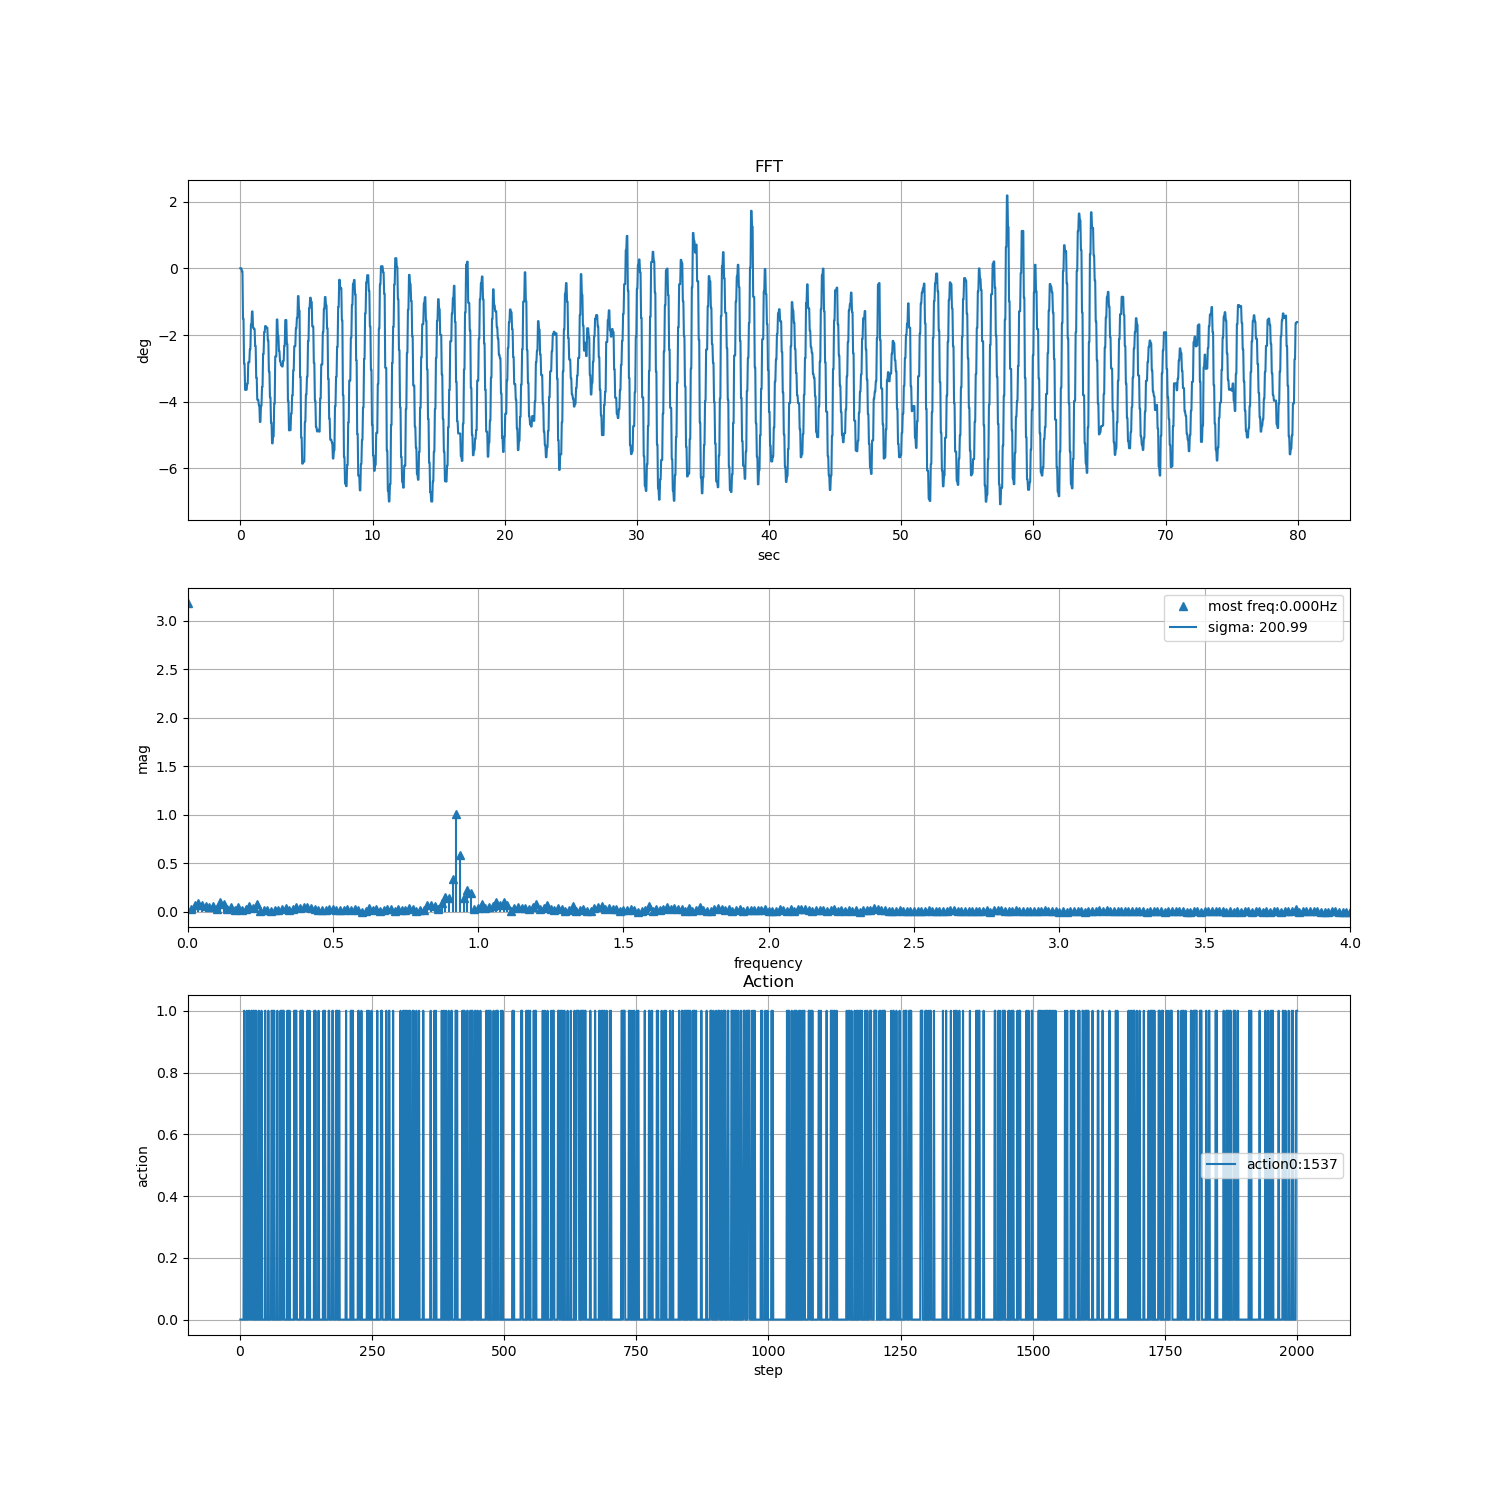 FFT
2
0
−2
−4
−6
deg
0 10 20 30 40 50 60 70 80
sec
most freq:0.000Hz
sigma: 200.99
3.0
2.5
2.0
1.5
1.0
0.5
0.0
mag
0.0 0.5 1.0 1.5 2.0 2.5 3.0 3.5 4.0
frequency
Action
1.0
0.8
0.6
0.4
0.2
0.0
action
action0:1537
0 250 500 750 1000 1250 1500 1750 2000
step